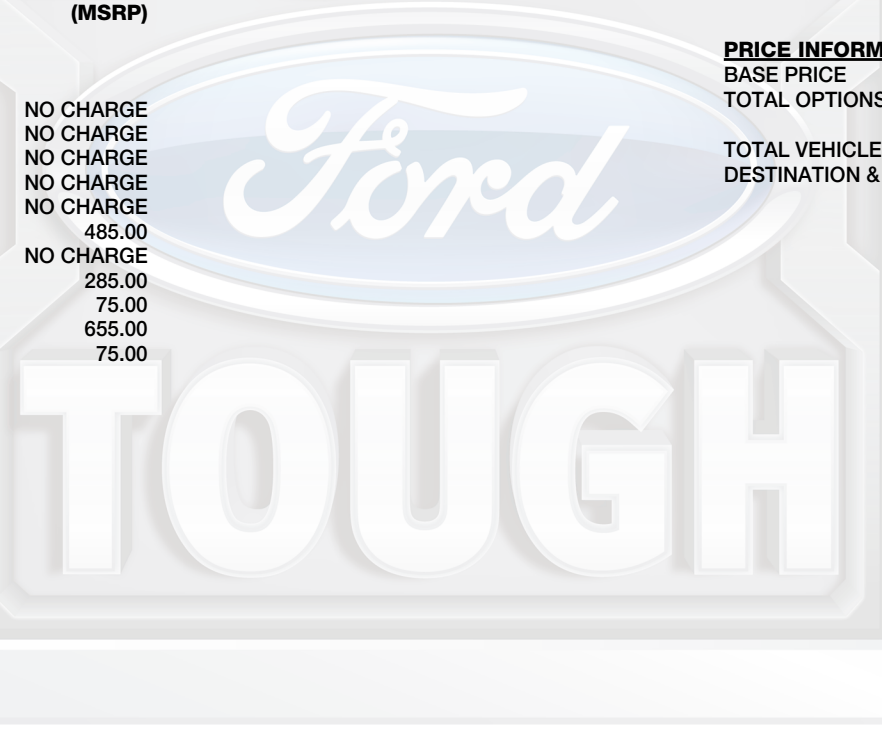 (MSRP)
NO CHARGE
NO CHARGE
NO CHARGE
NO CHARGE
NO CHARGE
485.00
NO CHARGE
285.00
75.00
655.00
75.00
PRICE INFORM
BASE PRICE
TOTAL OPTIONS
TOTAL VEHICLE
DESTINATION &
Ford
TOUGH